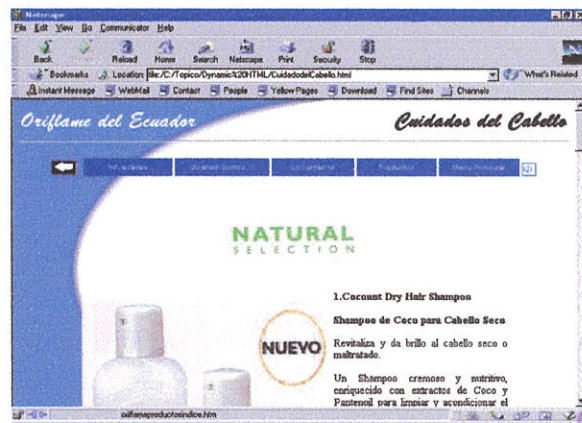 Netscape
File Edit View Go Communicator Help
Back Reload Home Search Netscape Print Security Stop
Bookmarks Location: file:/C:/Topico/Dynamic%20HTML/CuidadodelCabello.html What's Related
Instant Message WebMail Contact People Yellow Pages Download Find Sites Channels
Oriflame del Ecuador Cuidados del Cabello
NATURAL
SELECTION
NUEVO
1.Coconut Dry Hair Shampoo
Shampoo de Coco para Cabello Seco
Revitaliza y da brillo al cabello seco o
maltratado.
Un Shampoo cremoso y nutritivo,
enriquecido con extractos de Coco y
Pantenol para limpiar y acondicionar el